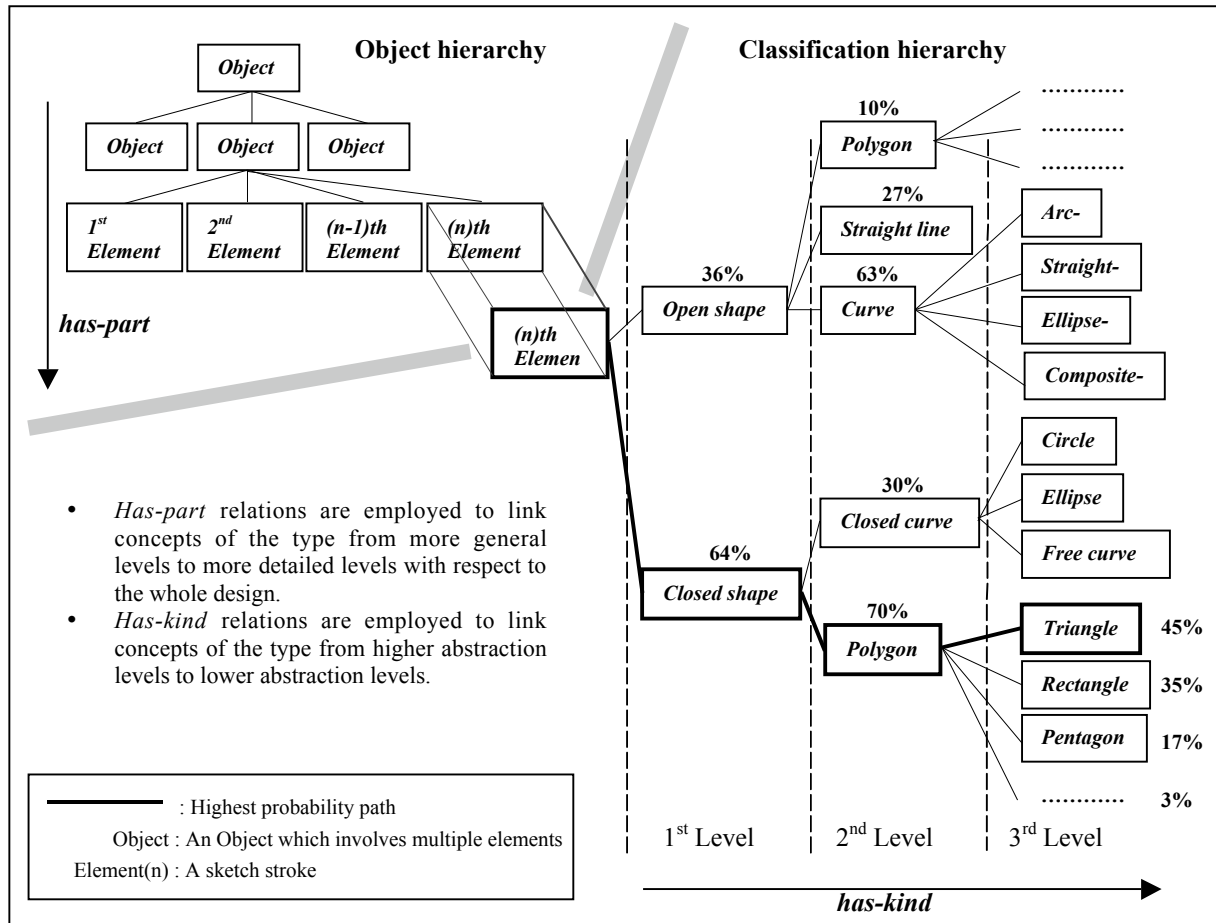 Object hierarchy
Object
Object Object Object
1st Element
2nd Element
(n-1)th Element
(n)th Element
has-part
(n)th Elemen
Classification hierarchy
36%
Open shape
64%
Closed shape
10%
Polygon
27%
Straight line
63%
Curve
30%
Closed curve
70%
Polygon
............
............
............
Arc-
Straight-
Ellipse-
Composite-
Circle
Ellipse
Free curve
Triangle 45%
Rectangle 35%
Pentagon 17%
............ 3%
1st Level 2nd Level 3rd Level
has-kind
• Has-part relations are employed to link
concepts of the type from more general
levels to more detailed levels with respect to
the whole design.
• Has-kind relations are employed to link
concepts of the type from higher abstraction
levels to lower abstraction levels.
: Highest probability path
Object : An Object which involves multiple elements
Element(n) : A sketch stroke